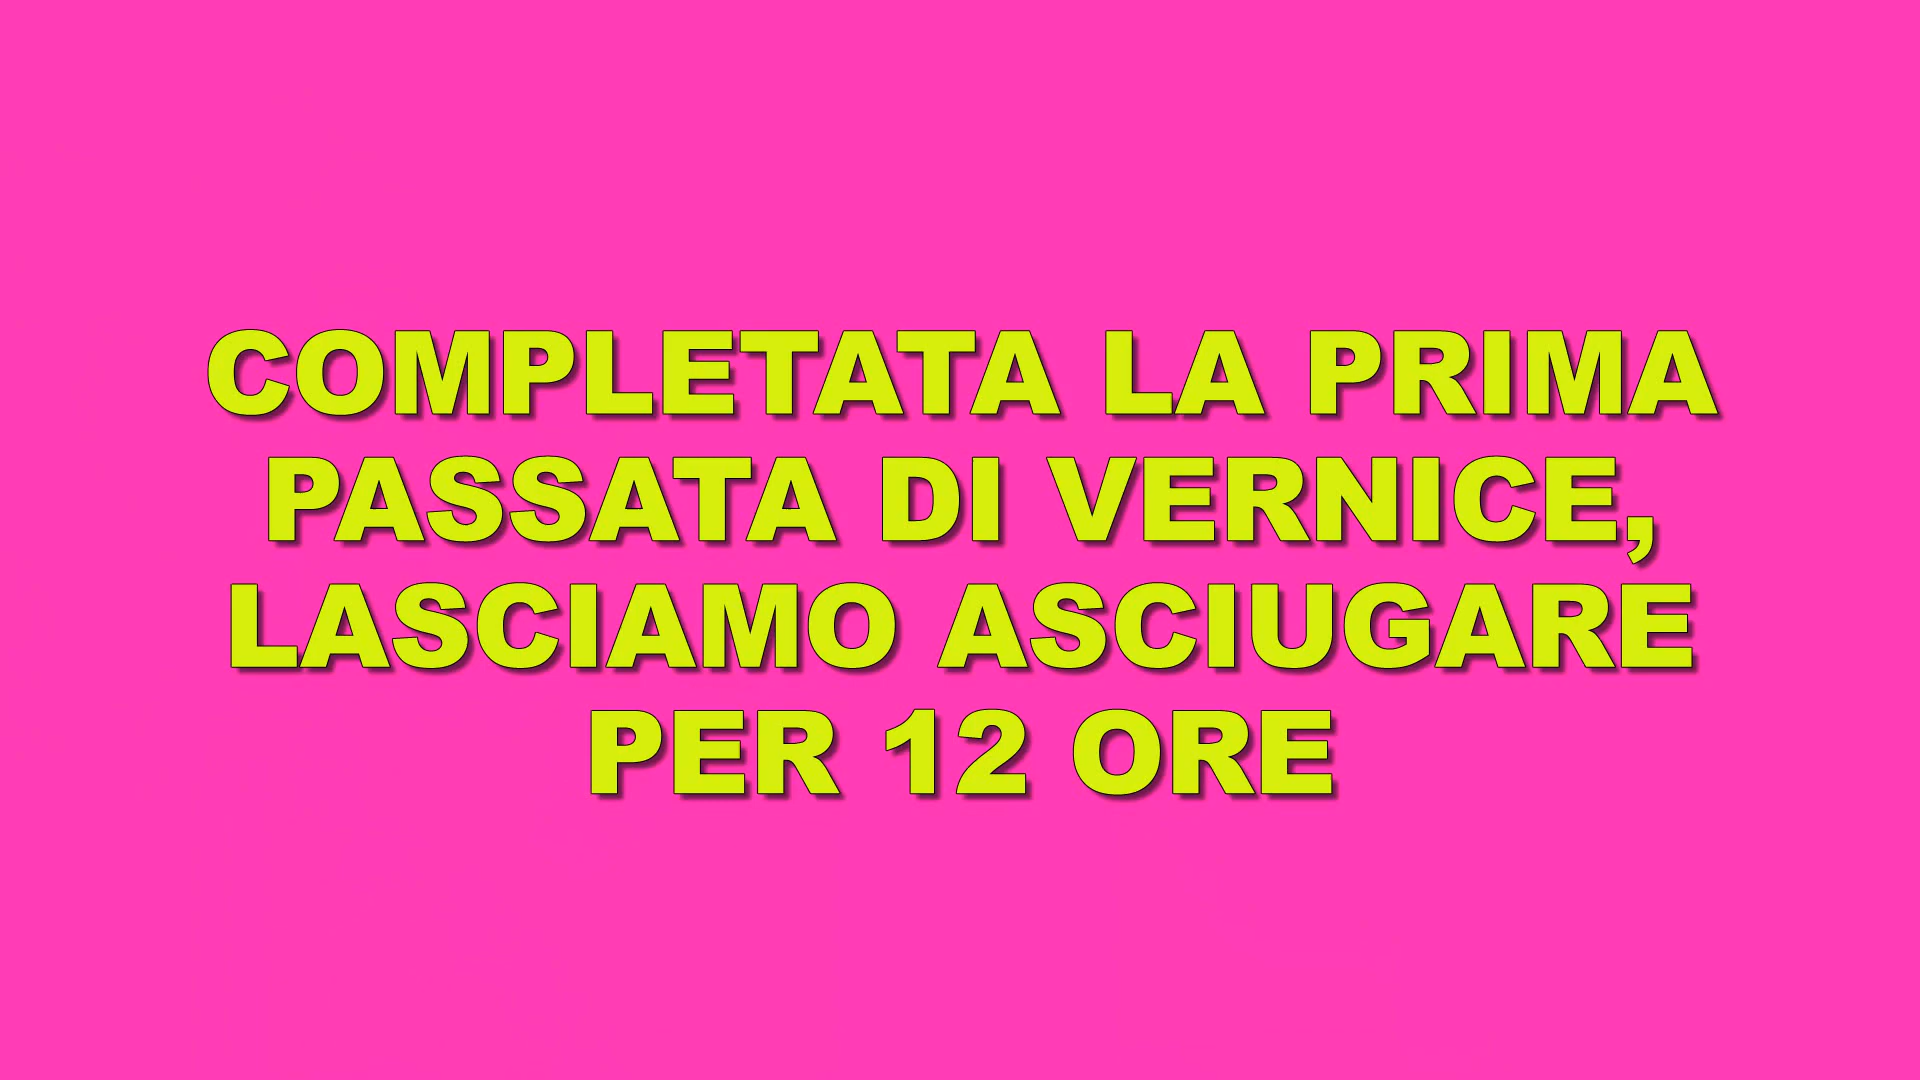 COMPLETATA LA PRIMA
PASSATA DI VERNICE,
LASCIAMO ASCIUGARE
PER 12 ORE